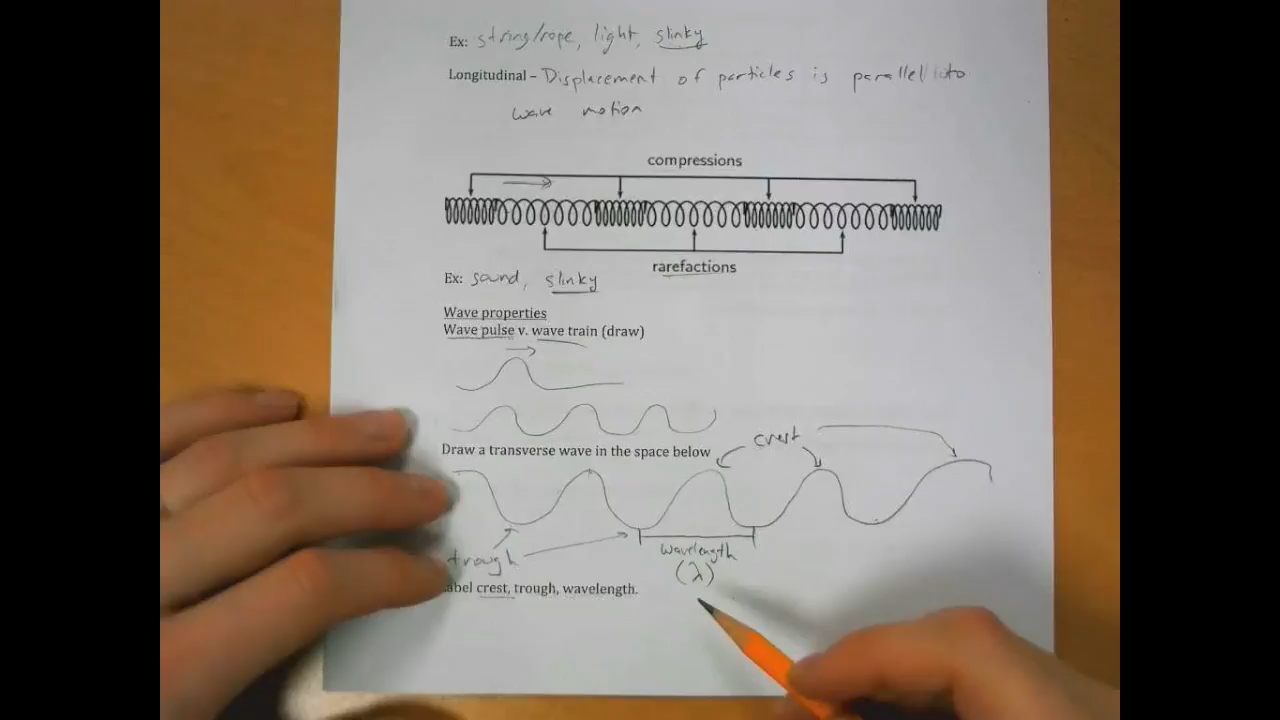 Ex: string/rope, light, slinky
Longitudinal – Displacement of particles is parallel to
wave motion
compressions
rarefactions
Ex: sound, slinky
Wave properties
Wave pulse v. wave train (draw)
crest
Draw a transverse wave in the space below
wavelength
trough
(λ)
abel crest, trough, wavelength.